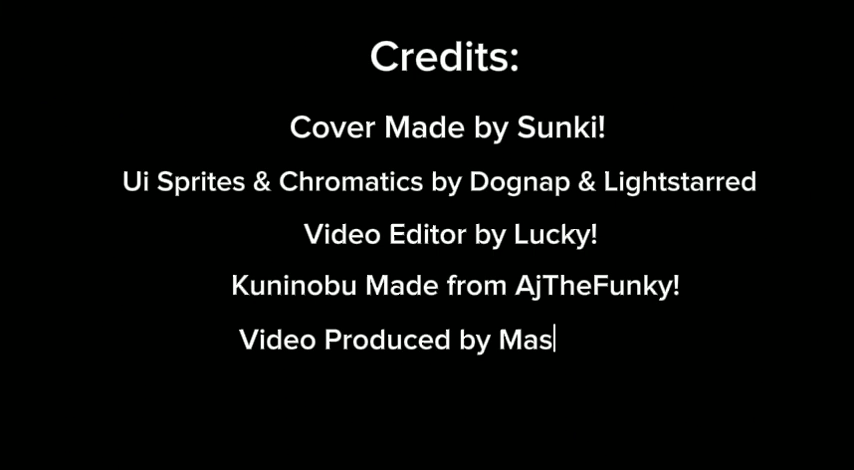 Credits:
Cover Made by Sunki!
Ui Sprites & Chromatics by Dognap & Lightstarred
Video Editor by Lucky!
Kuninobu Made from AjTheFunky!
Video Produced by Mas